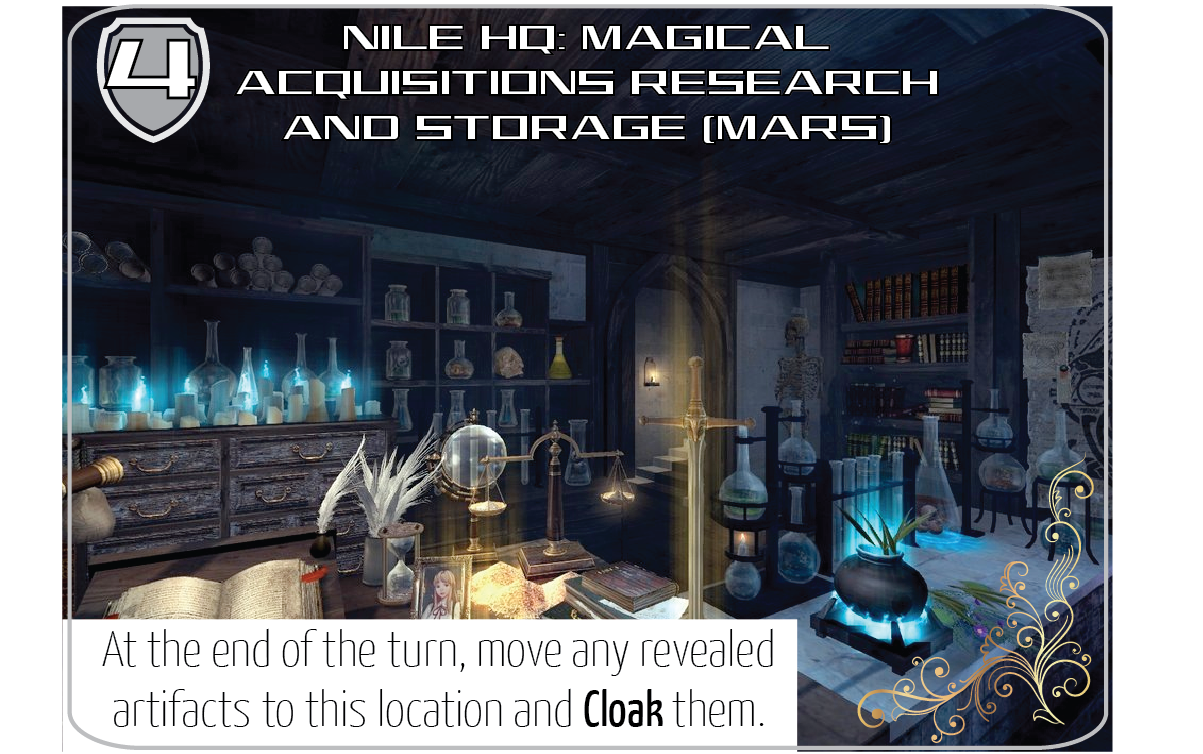 4
NILE HQ: MAGICAL
ACQUISITIONS RESEARCH
AND STORAGE (MARS)
At the end of the turn, move any revealed
artifacts to this location and Cloak them.